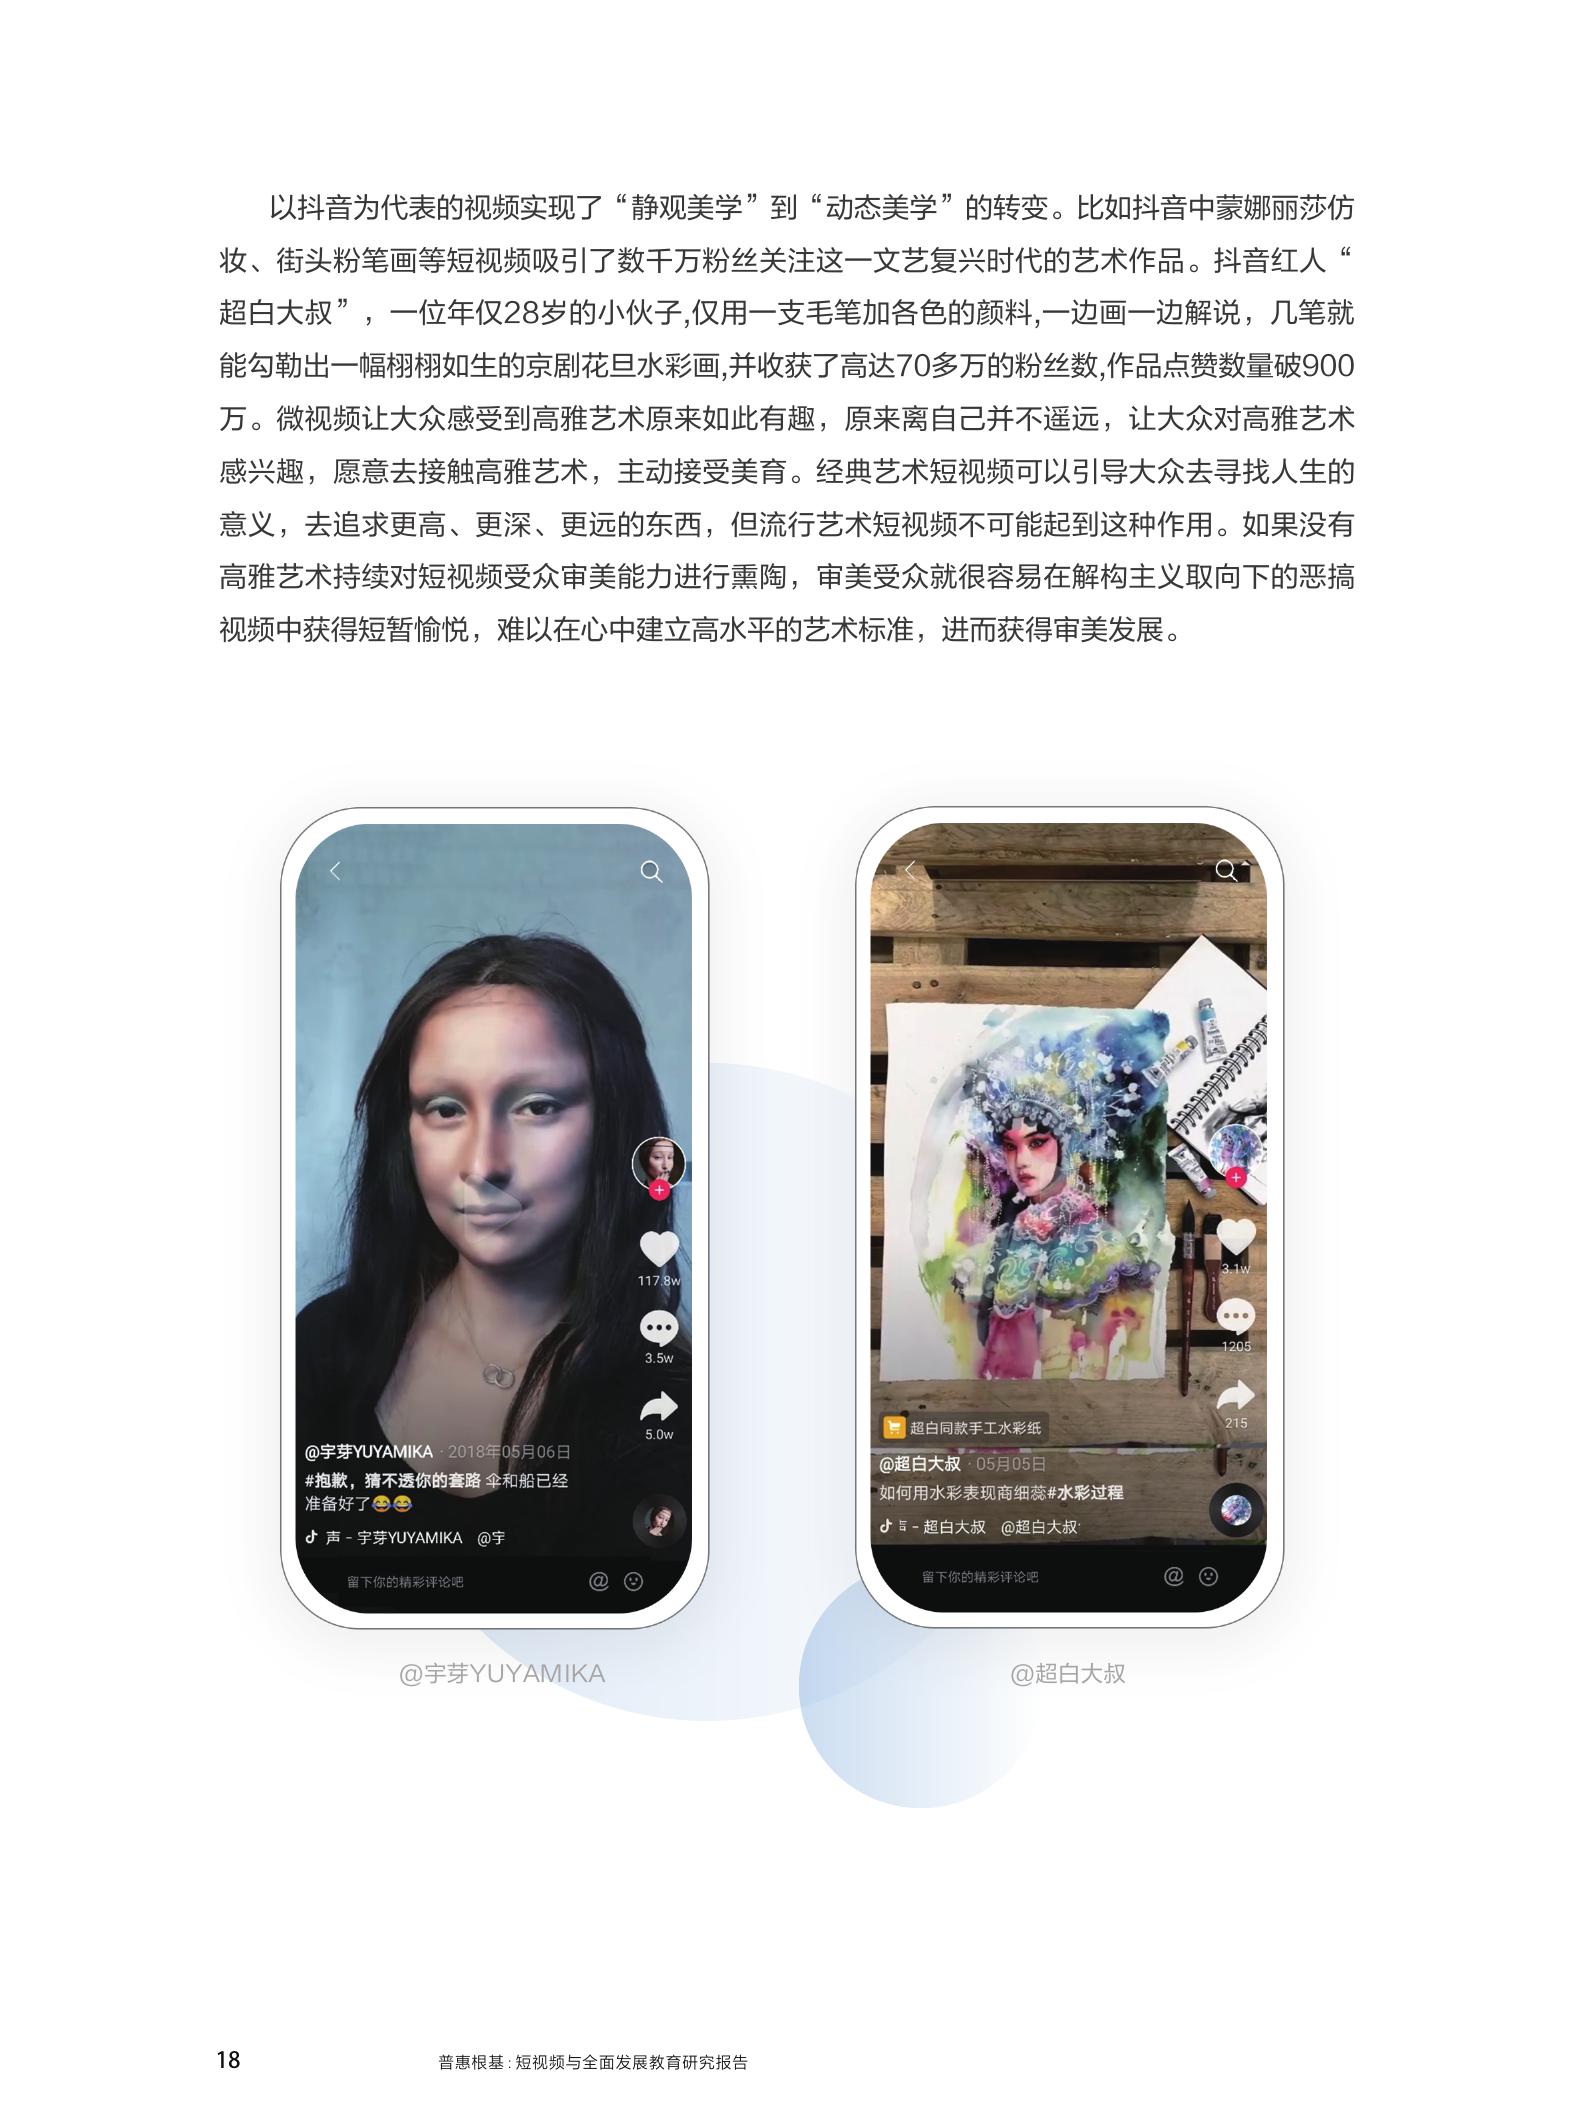 以抖音为代表的视频实现了“静观美学”到“动态美学”的转变。比如抖音中蒙娜丽莎仿
妆、街头粉笔画等短视频吸引了数千万粉丝关注这一文艺复兴时代的艺术作品。抖音红人“
超白大叔”，一位年仅28岁的小伙子,仅用一支毛笔加各色的颜料,一边画一边解说，几笔就
能勾勒出一幅栩栩如生的京剧花旦水彩画,并收获了高达70多万的粉丝数,作品点赞数量破900
万。微视频让大众感受到高雅艺术原来如此有趣，原来离自己并不遥远，让大众对高雅艺术
感兴趣，愿意去接触高雅艺术，主动接受美育。经典艺术短视频可以引导大众去寻找人生的
意义，去追求更高、更深、更远的东西，但流行艺术短视频不可能起到这种作用。如果没有
高雅艺术持续对短视频受众审美能力进行熏陶，审美受众就很容易在解构主义取向下的恶搞
视频中获得短暂愉悦，难以在心中建立高水平的艺术标准，进而获得审美发展。
117.8w
3.5w
5.0w
@宇芽YUYAMIKA · 2018年05月06日
#抱歉，猜不透你的套路 伞和船已经
准备好了😂😂
声 - 宇芽YUYAMIKA @宇
留下你的精彩评论吧
@宇芽YUYAMIKA
3.1w
1205
215
超白同款手工水彩纸
@超白大叔 · 05月05日
如何用水彩表现商细蕊#水彩过程
- 超白大叔 @超白大叔
留下你的精彩评论吧
@超白大叔
18 普惠根基:短视频与全面发展教育研究报告